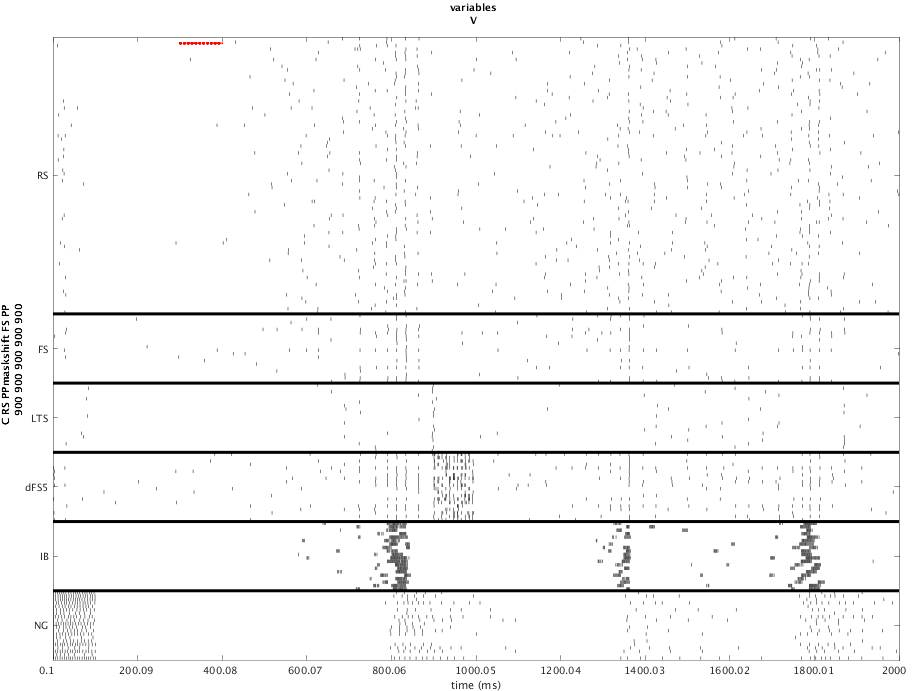 variables
V
C RS PPmaskshift FS PP
900 900 900 900 900 900
RS
FS
LTS
dFS5
IB
NG
0.1 200.09 400.08 600.07 800.06 1000.05 1200.04 1400.03 1600.02 1800.01 2000
time (ms)